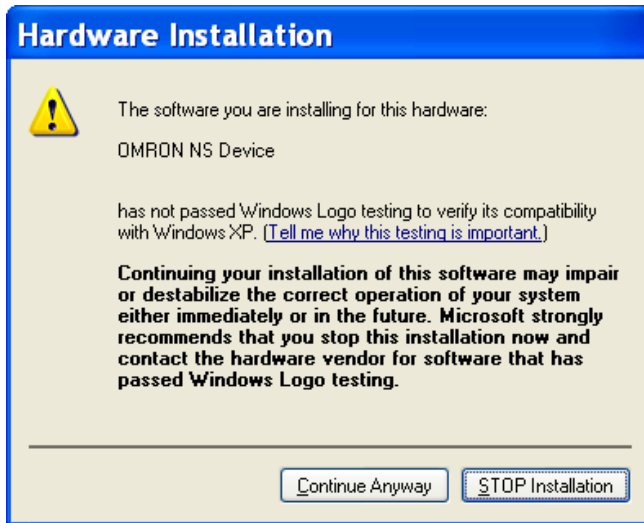 Hardware Installation
The software you are installing for this hardware:
OMRON NS Device
has not passed Windows Logo testing to verify its compatibility
with Windows XP. (Tell me why this testing is important.)
Continuing your installation of this software may impair
or destabilize the correct operation of your system
either immediately or in the future. Microsoft strongly
recommends that you stop this installation now and
contact the hardware vendor for software that has
passed Windows Logo testing.
Continue Anyway
STOP Installation